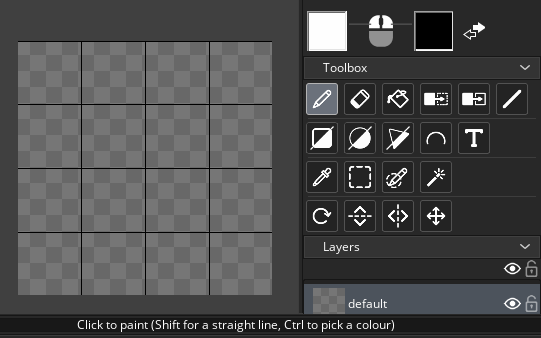 Toolbox
T
Layers
default
Click to paint (Shift for a straight line, Ctrl to pick a colour)